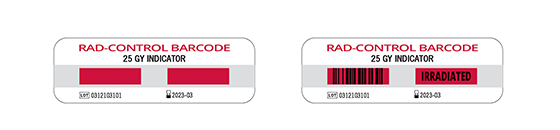 RAD-CONTROL BARCODE
25 GY INDICATOR
LOT 0312103101 2023-03
RAD-CONTROL BARCODE
25 GY INDICATOR
IRRADIATED
LOT 0312103101 2023-03